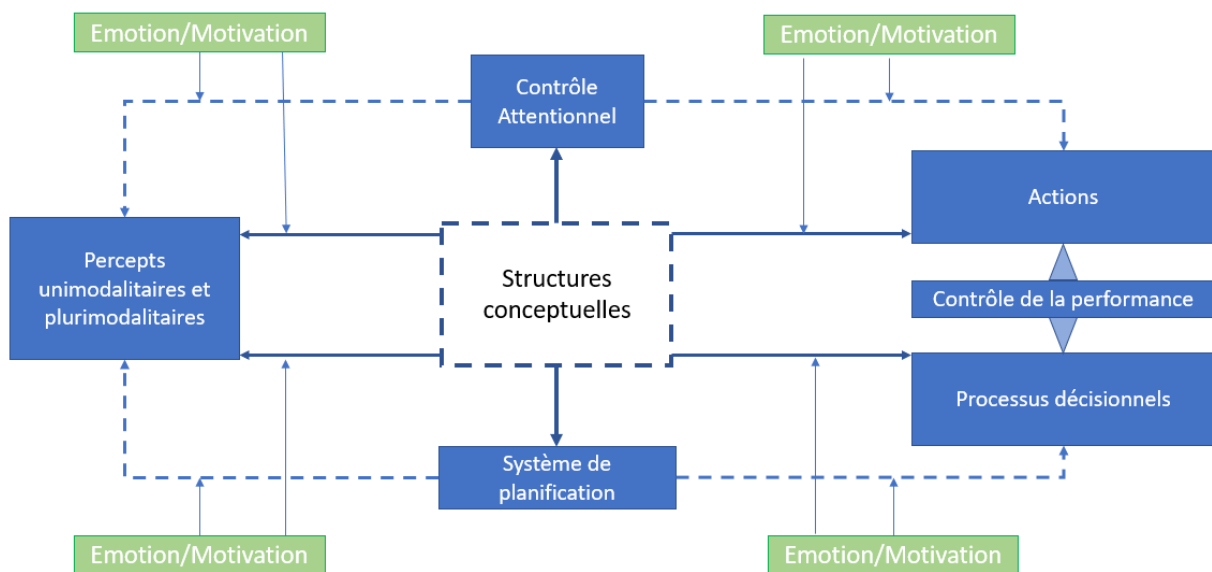 Emotion/Motivation
Emotion/Motivation
Contrôle
Attentionnel
Actions
Percepts
unimodalitaires et
plurimodalitaires
Structures
conceptuelles
Contrôle de la performance
Processus décisionnels
Système de
planification
Emotion/Motivation
Emotion/Motivation